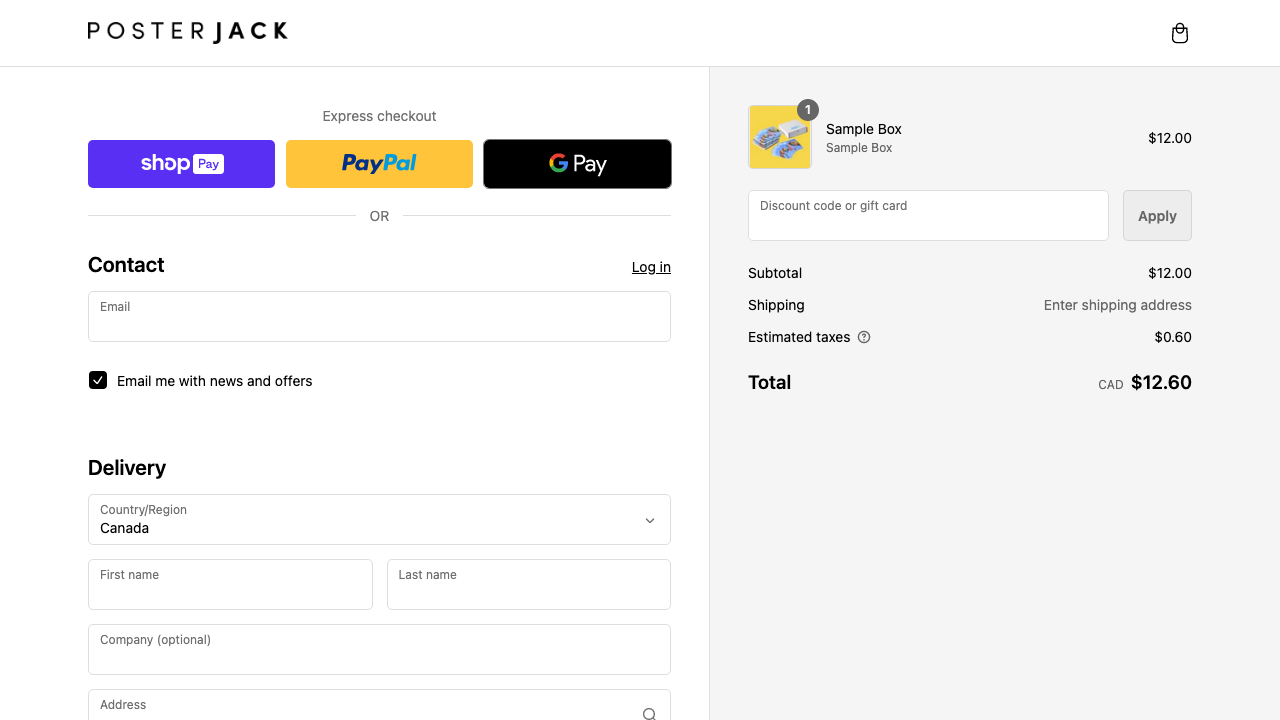 POSTERJACK
Express checkout
shop Pay
PayPal
G Pay
OR
Contact
Log in
Email
Email me with news and offers
Delivery
Country/Region
Canada
First name
Last name
Company (optional)
Address
1
Sample Box
Sample Box
$12.00
Discount code or gift card
Apply
Subtotal
$12.00
Shipping
Enter shipping address
Estimated taxes
$0.60
Total
CAD $12.60